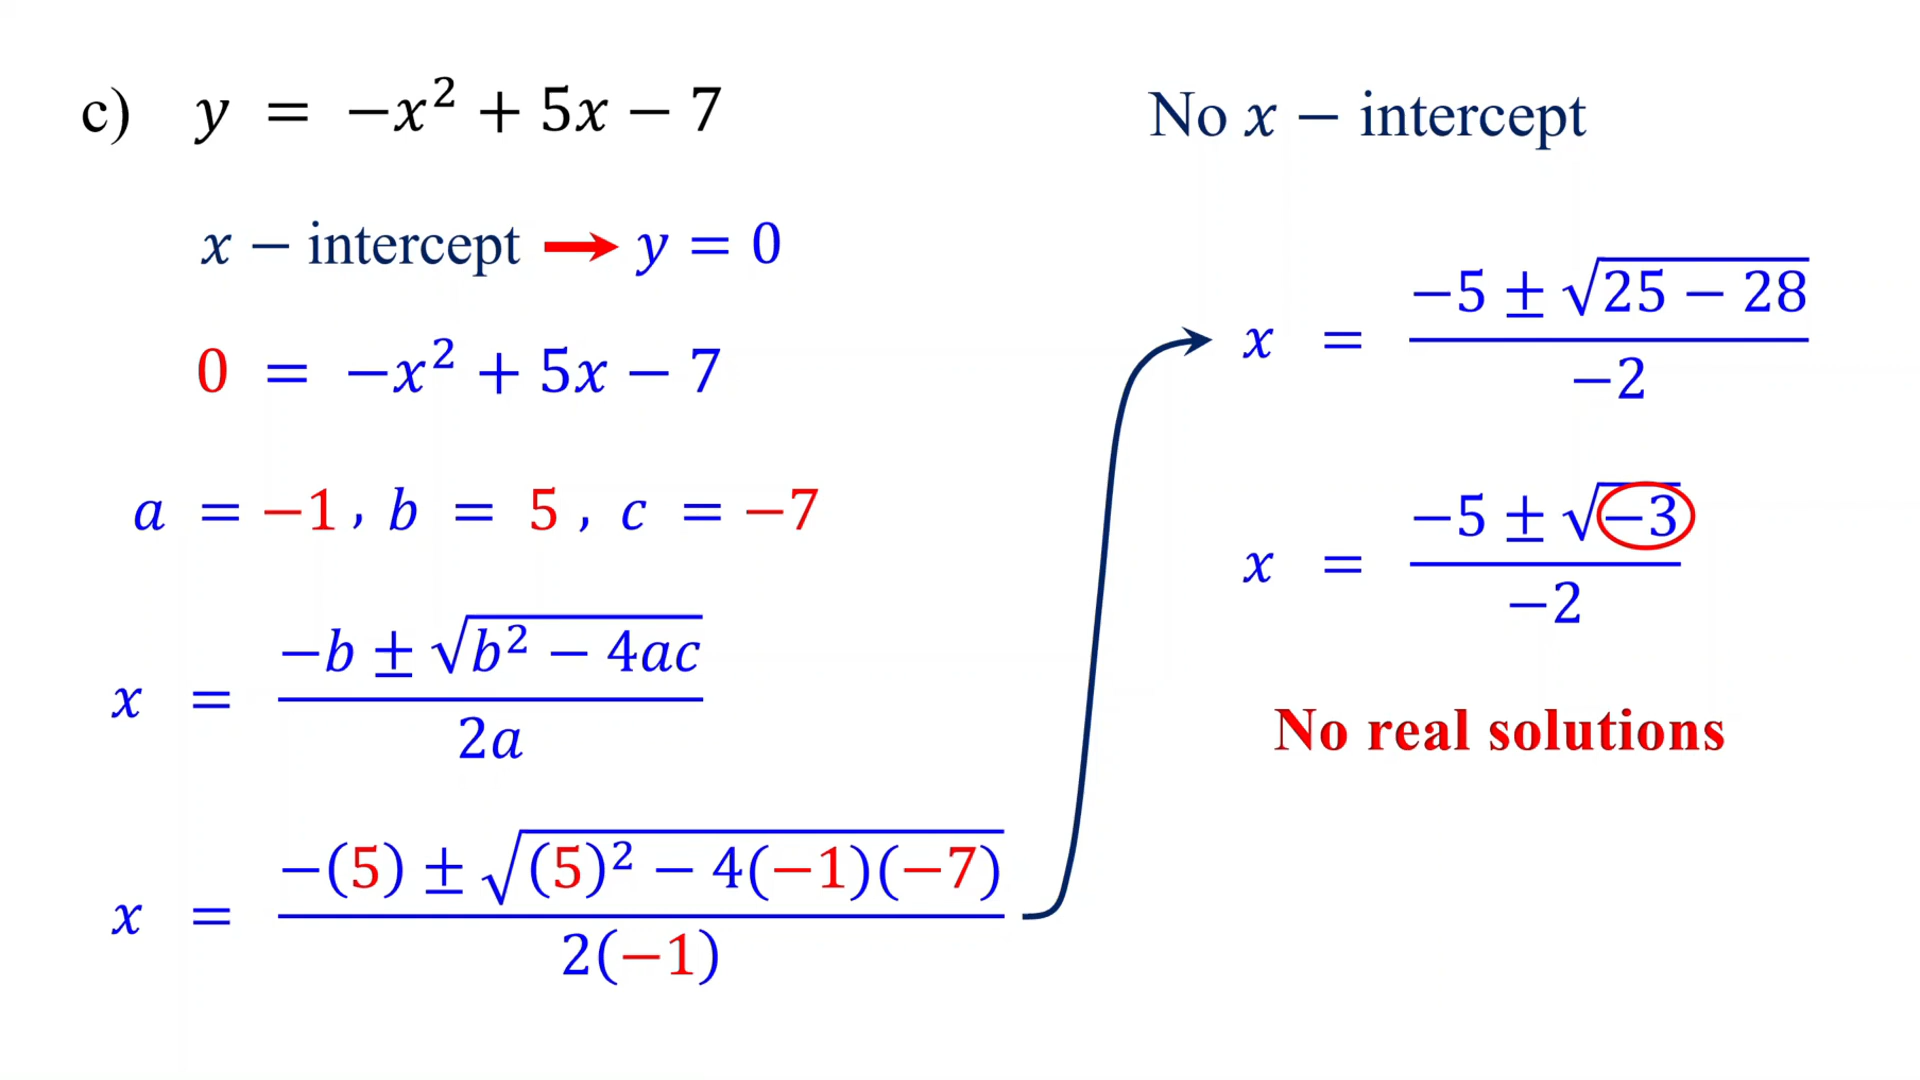 c) y = −x² + 5x − 7
x − intercept → y = 0
0 = −x² + 5x − 7
a = −1, b = 5, c = −7
x = (−b ± √(b² − 4ac)) / (2a)
x = (−(5) ± √((5)² − 4(−1)(−7))) / (2(−1))
No x − intercept
x = (−5 ± √(25 − 28)) / (−2)
x = (−5 ± √(−3)) / (−2)
No real solutions